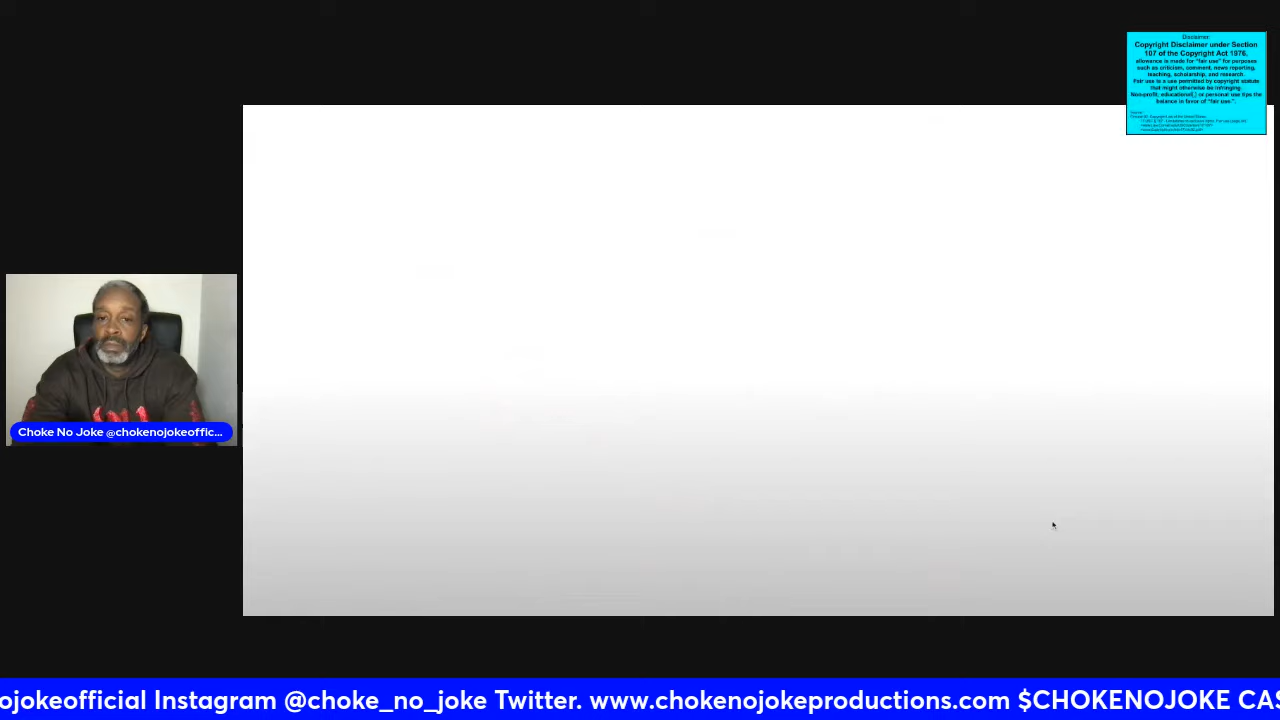 Disclaimer:
Copyright Disclaimer under Section
107 of the Copyright Act 1976,
allowance is made for "fair use" for purposes
such as criticism, comment, news reporting,
teaching, scholarship, and research.
Fair use is a use permitted by copyright statute
that might otherwise be infringing.
Non-profit, educational or personal use tips the
balance in favor of "fair use".
Choke No Joke @chokenojokeoffic...
ojokeofficial Instagram @choke_no_joke Twitter. www.chokenojokeproductions.com $CHOKENOJOKE CAS